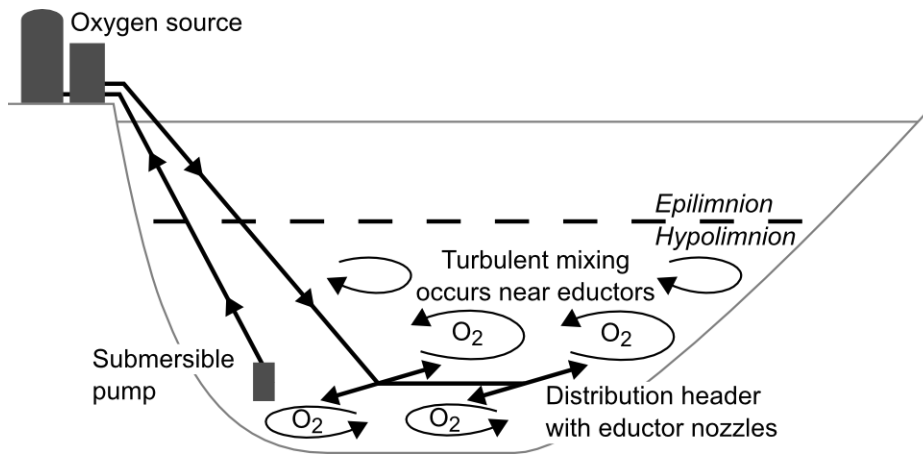 Oxygen source
Epilimnion
Hypolimnion
Turbulent mixing
occurs near eductors
O2
O2
Submersible
pump
Distribution header
with eductor nozzles
O2
O2